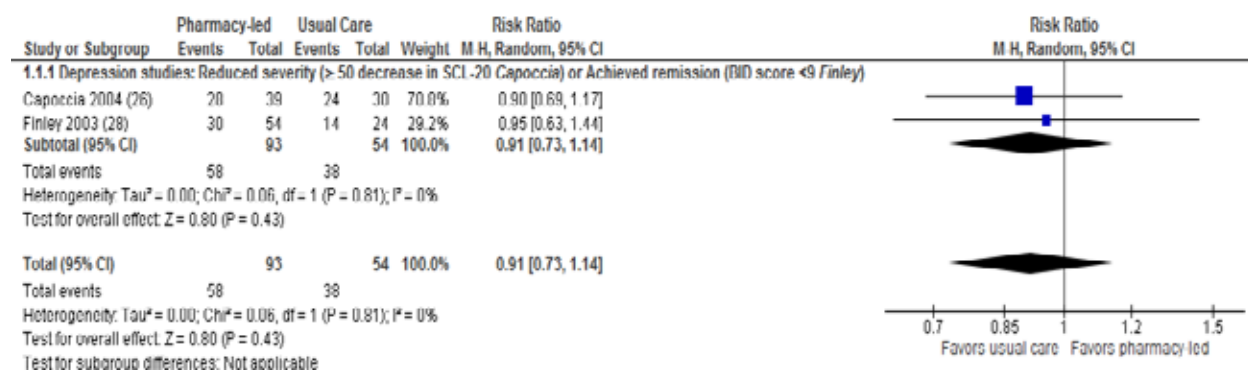 Pharmacy-led Usual Care Risk Ratio Risk Ratio
Study or Subgroup Events Total Events Total Weight M H, Random, 95% CI M H, Random, 95% CI
1.1.1 Depression studies: Reduced severity (> 50 decrease in SCL-20 Capoccia) or Achieved remission (BID score <9 Finley)
Capoccia 2004 (26) 28 39 24 30 70.8% 0.90 [0.69, 1.17]
Finley 2003 (28) 30 54 14 24 29.2% 0.95 [0.63, 1.44]
Subtotal (95% CI) 93 54 100.0% 0.91 [0.73, 1.14]
Total events 58 38
Heterogeneity: Tau² = 0.00; Chi² = 0.06, df = 1 (P = 0.81); I² = 0%
Test for overall effect: Z = 0.80 (P = 0.43)
Total (95% CI) 93 54 100.0% 0.91 [0.73, 1.14]
Total events 58 38
Heterogeneity: Tau² = 0.00; Chi² = 0.06, df = 1 (P = 0.81); I² = 0%
Test for overall effect: Z = 0.80 (P = 0.43)
Test for subgroup differences: Not applicable
0.7 0.85 1 1.2 1.5
Favors usual care Favors pharmacy-led